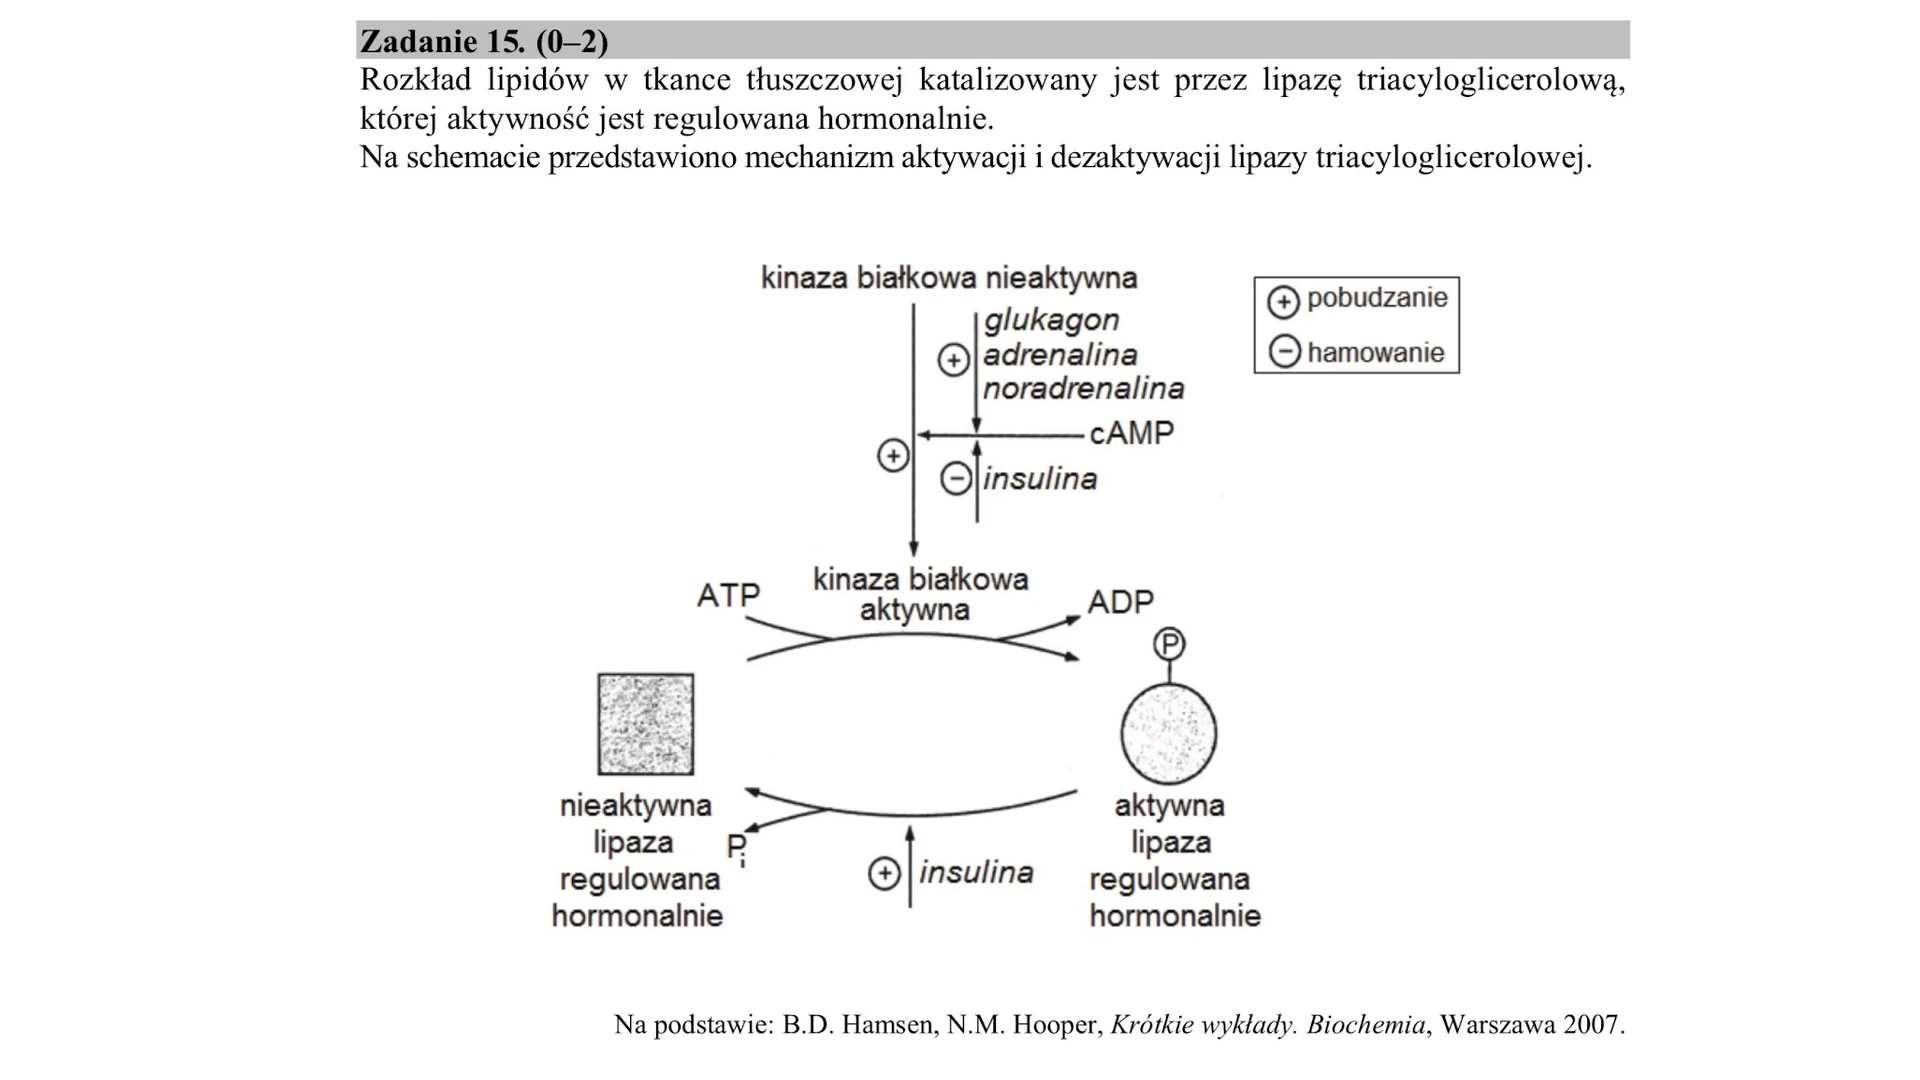 Zadanie 15. (0–2)
Rozkład lipidów w tkance tłuszczowej katalizowany jest przez lipazę triacyloglicerolową,
której aktywność jest regulowana hormonalnie.
Na schemacie przedstawiono mechanizm aktywacji i dezaktywacji lipazy triacyloglicerolowej.
kinaza białkowa nieaktywna
+ pobudzanie
− hamowanie
glukagon
+ adrenalina
noradrenalina
cAMP
+
− insulina
kinaza białkowa
aktywna
ATP
ADP
P
nieaktywna
lipaza
regulowana
hormonalnie
Pi
+ insulina
aktywna
lipaza
regulowana
hormonalnie
Na podstawie: B.D. Hamsen, N.M. Hooper, Krótkie wykłady. Biochemia, Warszawa 2007.